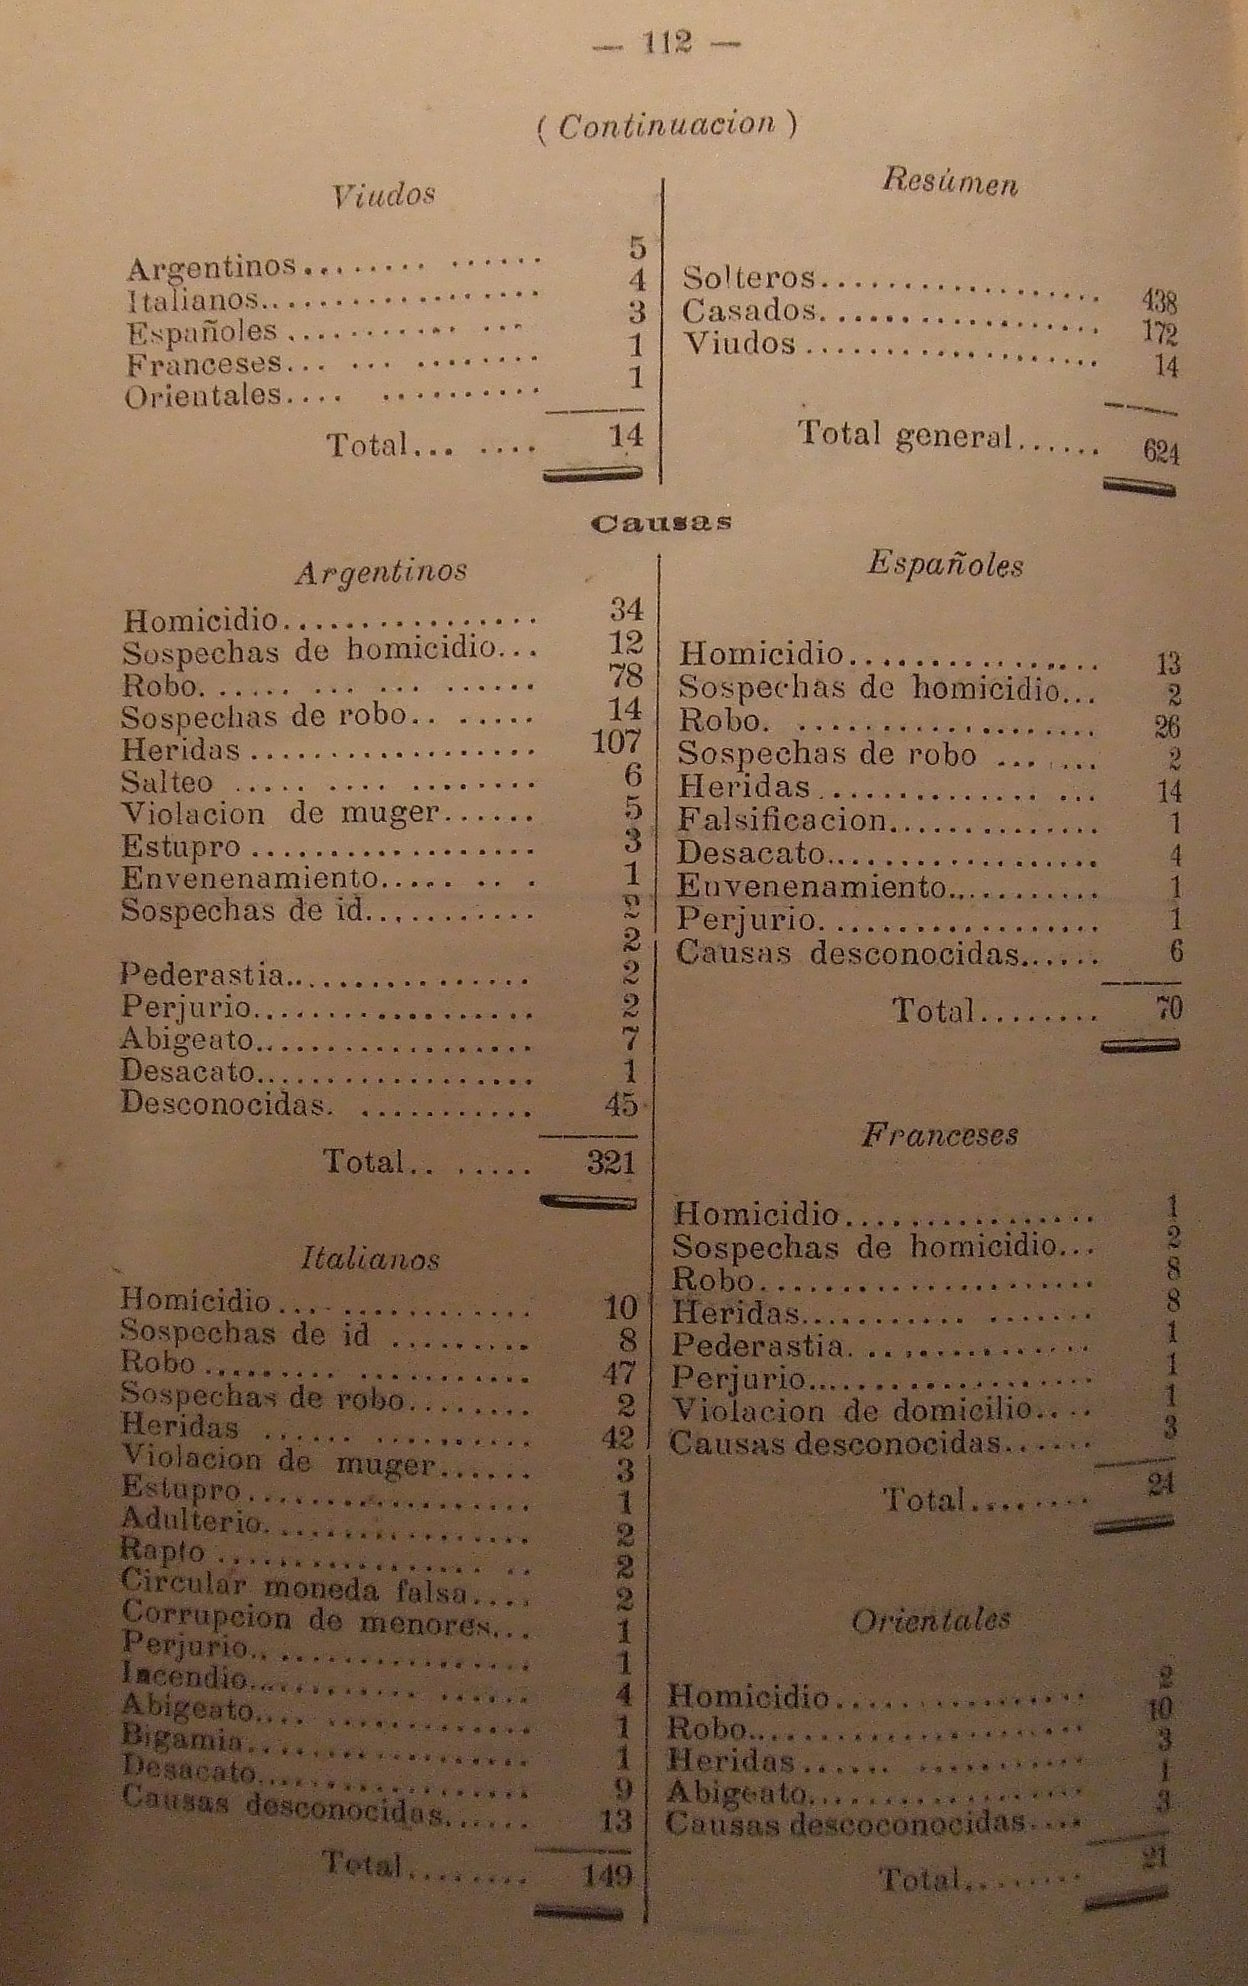 — 112 —
( Continuacion )
Viudos
Argentinos........ ...... 5
Italianos.................. 4
Españoles ........... ... 3
Franceses... ... ........ 1
Orientales.... .......... 1
Total... .... 14
Resúmen
Solteros.................. 438
Casados.................. 172
Viudos ................... 14
Total general...... 624
Causas
Argentinos
Homicidio................ 34
Sospechas de homicidio... 12
Robo. ..... ... ... ...... 78
Sospechas de robo.. ..... 14
Heridas .................. 107
Salteo ..... .... ........ 6
Violacion de muger...... 5
Estupro .................. 3
Envenenamiento..... .. . 1
Sospechas de id........... 2
2
Pederastia................ 2
Perjurio.................. 2
Abigeato.................. 7
Desacato.................. 1
Desconocidas. ........... 45
Total.. ..... 321
Italianos
Homicidio... ............ 10
Sospechas de id ......... 8
Robo ......... ........... 47
Sospechas de robo........ 2
Heridas ...... .......... 42
Violacion de muger...... 3
Estupro.................. 1
Adulterio................. 2
Rapto ................. .. 2
Circular moneda falsa.... 2
Corrupcion de menores... 1
Perjurio.. ................ 1
Incendio........... ...... 4
Abigeato.... ............. 1
Bigamia.................. 1
Desacato................. 9
Causas desconocidas...... 13
Total........ 149
Españoles
Homicidio................ 13
Sospechas de homicidio... 2
Robo. ................... 26
Sospechas de robo ... ... 2
Heridas .............. ... 14
Falsificacion.............. 1
Desacato................. 4
Envenenamiento.......... 1
Perjurio.................. 1
Causas desconocidas...... 6
Total........ 70
Franceses
Homicidio................ 1
Sospechas de homicidio... 2
Robo..................... 8
Heridas........... ....... 8
Pederastia. .............. 1
Perjurio.................. 1
Violacion de domicilio.... 1
Causas desconocidas...... 3
Total........ 24
Orientales
Homicidio................ 2
Robo..................... 10
Heridas ...... ........... 3
Abigeato................. 1
Causas descoconocidas.... 3
Total........ 21